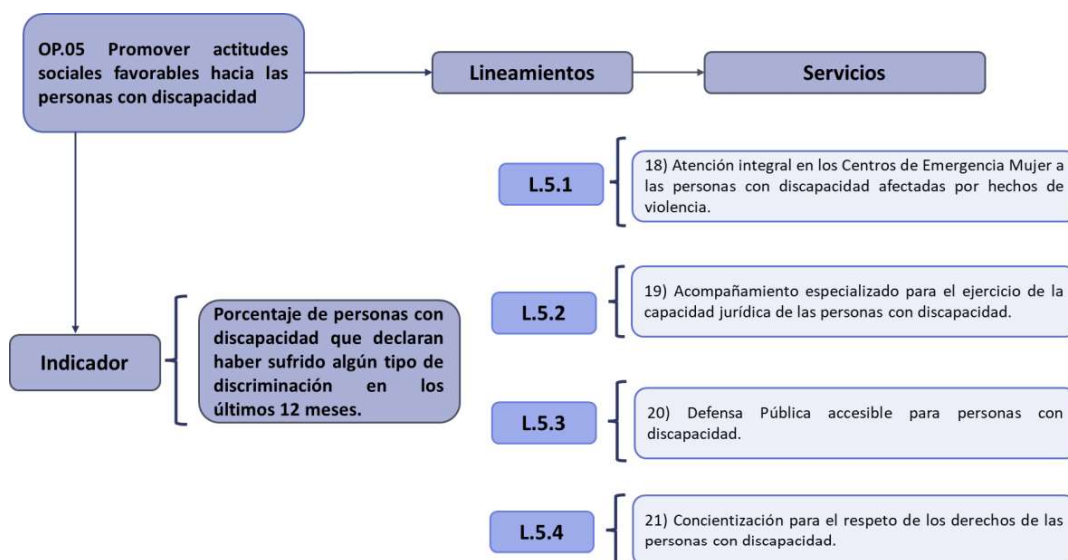 OP.05 Promover actitudes
sociales favorables hacia las
personas con discapacidad
Lineamientos
Servicios
L.5.1
18) Atención integral en los Centros de Emergencia Mujer a
las personas con discapacidad afectadas por hechos de
violencia.
L.5.2
19) Acompañamiento especializado para el ejercicio de la
capacidad jurídica de las personas con discapacidad.
Indicador
Porcentaje de personas con
discapacidad que declaran
haber sufrido algún tipo de
discriminación en los
últimos 12 meses.
L.5.3
20) Defensa Pública accesible para personas con
discapacidad.
L.5.4
21) Concientización para el respeto de los derechos de las
personas con discapacidad.